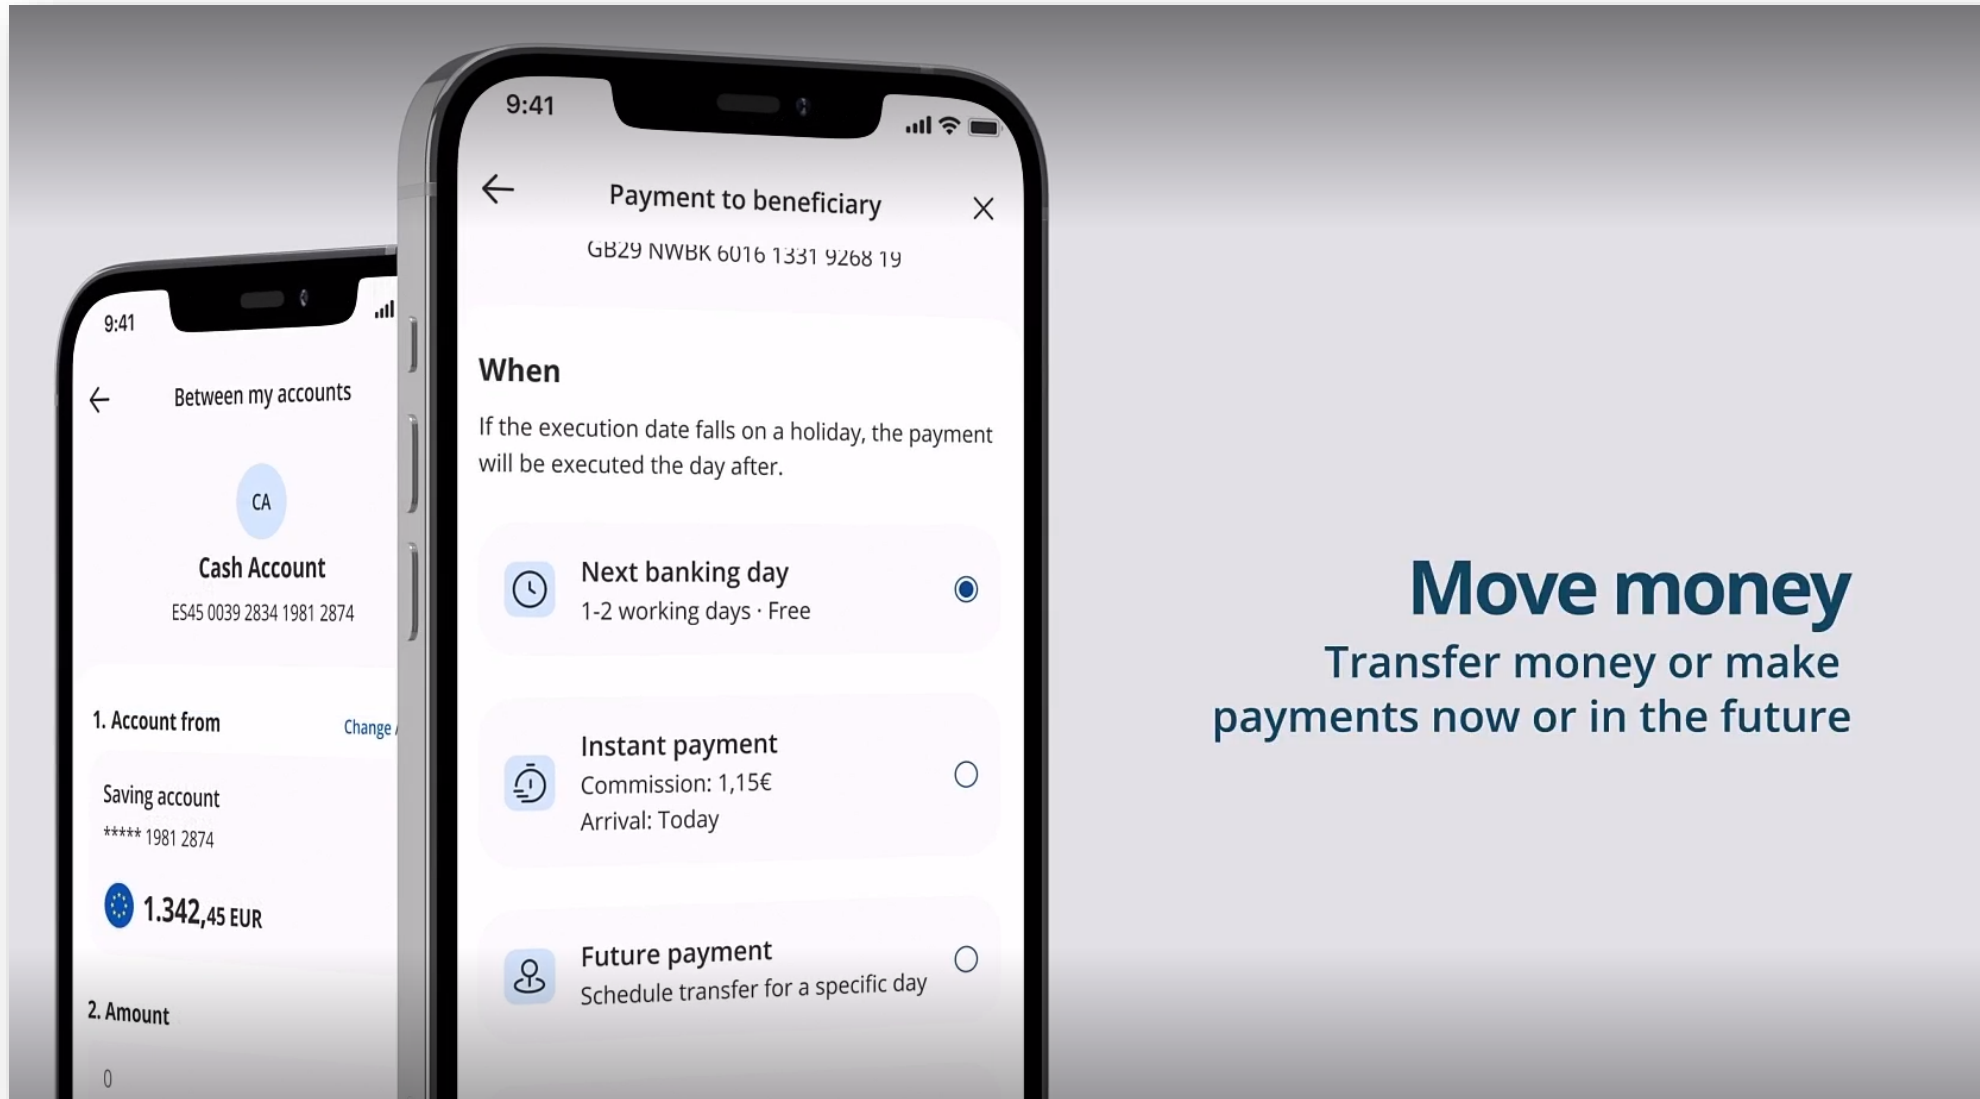 9:41
Between my accounts
CA
Cash Account
ES45 0039 2834 1981 2874
1. Account from
Change
Saving account
***** 1981 2874
1.342,45 EUR
2. Amount
0
9:41
Payment to beneficiary
GB29 NWBK 6016 1331 9268 19
When
If the execution date falls on a holiday, the payment
will be executed the day after.
Next banking day
1-2 working days · Free
Instant payment
Commission: 1,15€
Arrival: Today
Future payment
Schedule transfer for a specific day
Move money
Transfer money or make
payments now or in the future